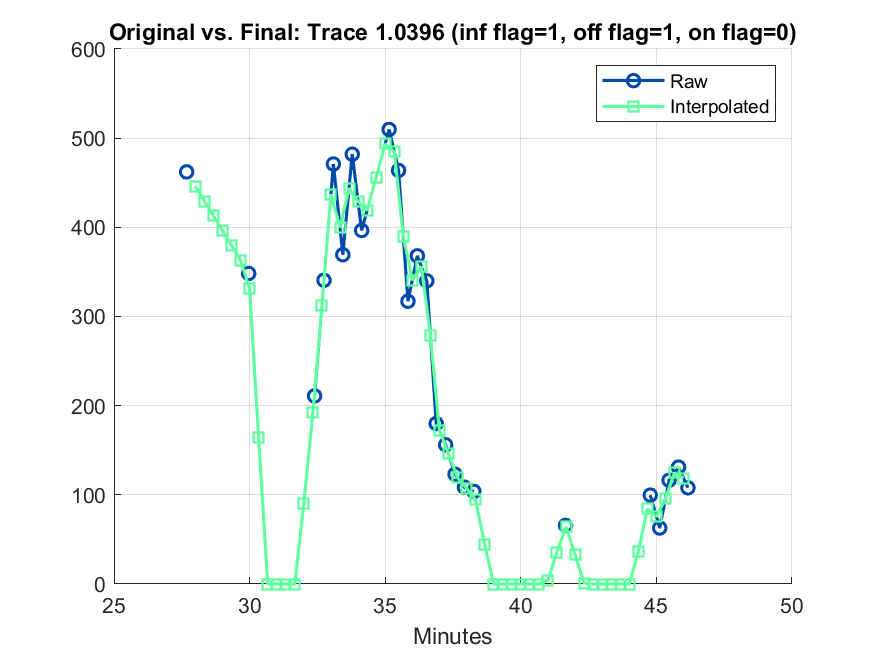 Original vs. Final: Trace 1.0396 (inf flag=1, off flag=1, on flag=0)
600
500
400
300
200
100
0
Raw
Interpolated
25 30 35 40 45 50
Minutes